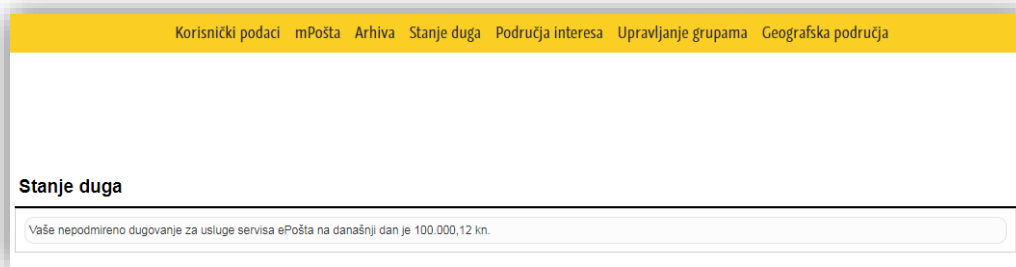 Korisnički podaci mPošta Arhiva Stanje duga Područja interesa Upravljanje grupama Geografska područja
Stanje duga
Vaše nepodmireno dugovanje za usluge servisa ePošta na današnji dan je 100.000,12 kn.